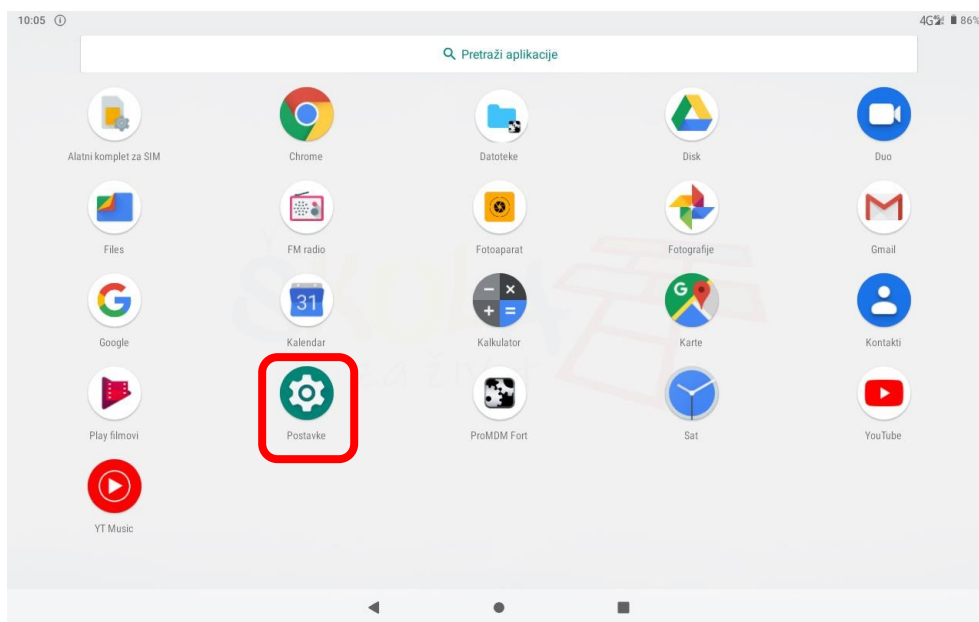 10:05 4G 86%
Pretraži aplikacije
Alatni komplet za SIM Chrome Datoteke Disk Duo
Files FM radio Fotoaparat Fotografije Gmail
G
31
Google Kalendar Kalkulator Karte Kontakti
Play filmovi Postavke ProMDM Fort Sat YouTube
YT Music